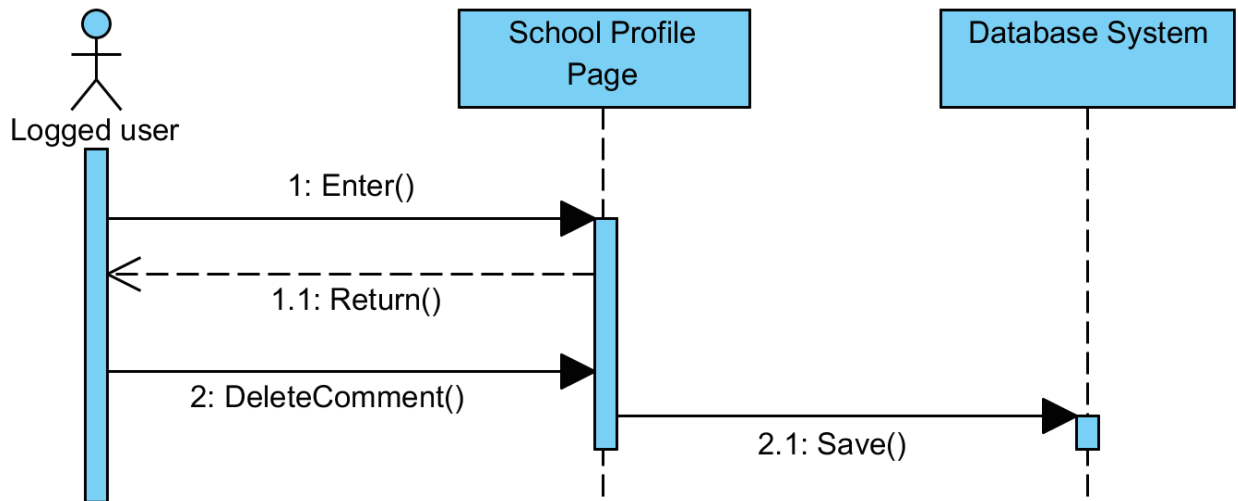 School Profile
Page
Database System
Logged user
1: Enter()
1.1: Return()
2: DeleteComment()
2.1: Save()